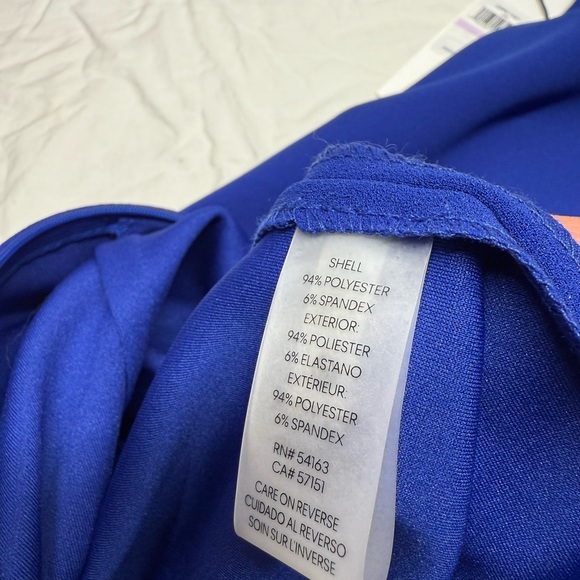 SHELL
94% POLYESTER
6% SPANDEX
EXTERIOR:
94% POLIESTER
6% ELASTANO
EXTÉRIEUR:
94% POLYESTER
6% SPANDEX
RN# 54163
CA# 57151
CARE ON REVERSE
CUIDADO AL REVERSO
SOIN SUR L'INVERSE